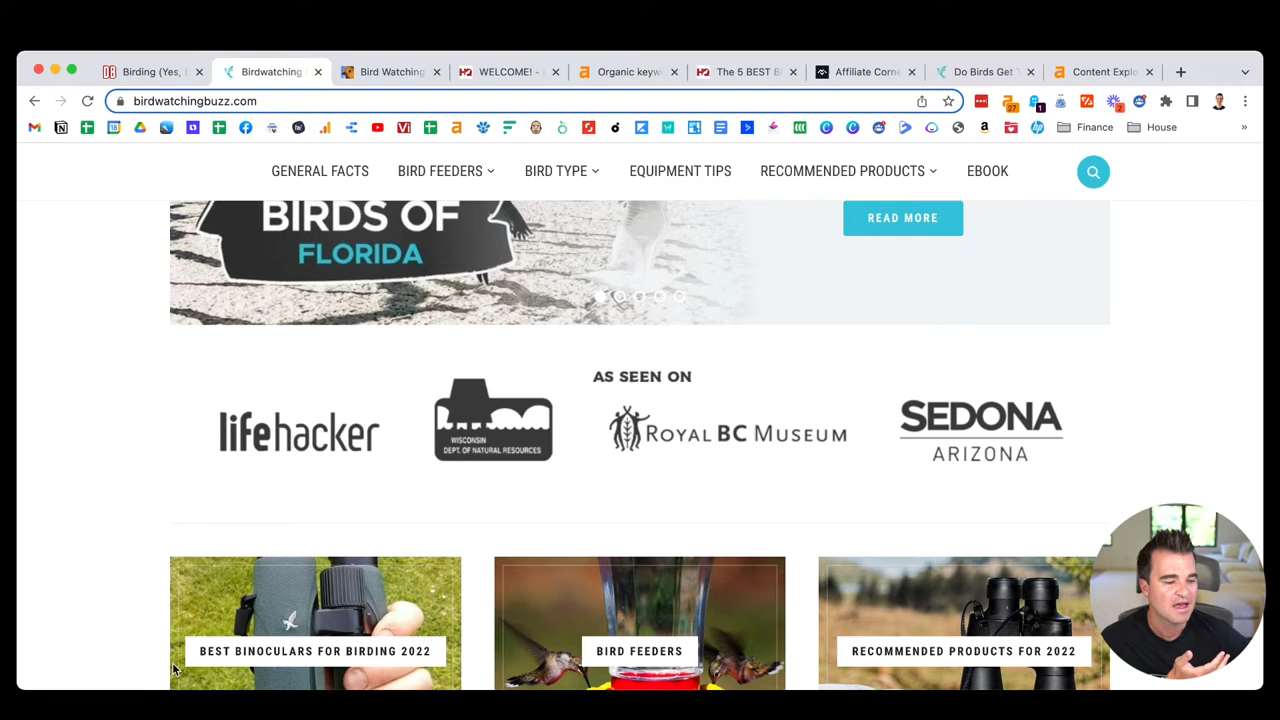 Birding (Yes,
Birdwatching
Bird Watching
WELCOME! -
Organic keyw
The 5 BEST B
Affiliate Corne
Do Birds Get T
Content Explo
birdwatchingbuzz.com
Finance
House
GENERAL FACTS
BIRD FEEDERS
BIRD TYPE
EQUIPMENT TIPS
RECOMMENDED PRODUCTS
EBOOK
BIRDS OF
FLORIDA
READ MORE
AS SEEN ON
lifehacker
WISCONSIN
DEPT. OF NATURAL RESOURCES
ROYAL BC MUSEUM
SEDONA
ARIZONA
BEST BINOCULARS FOR BIRDING 2022
BIRD FEEDERS
RECOMMENDED PRODUCTS FOR 2022